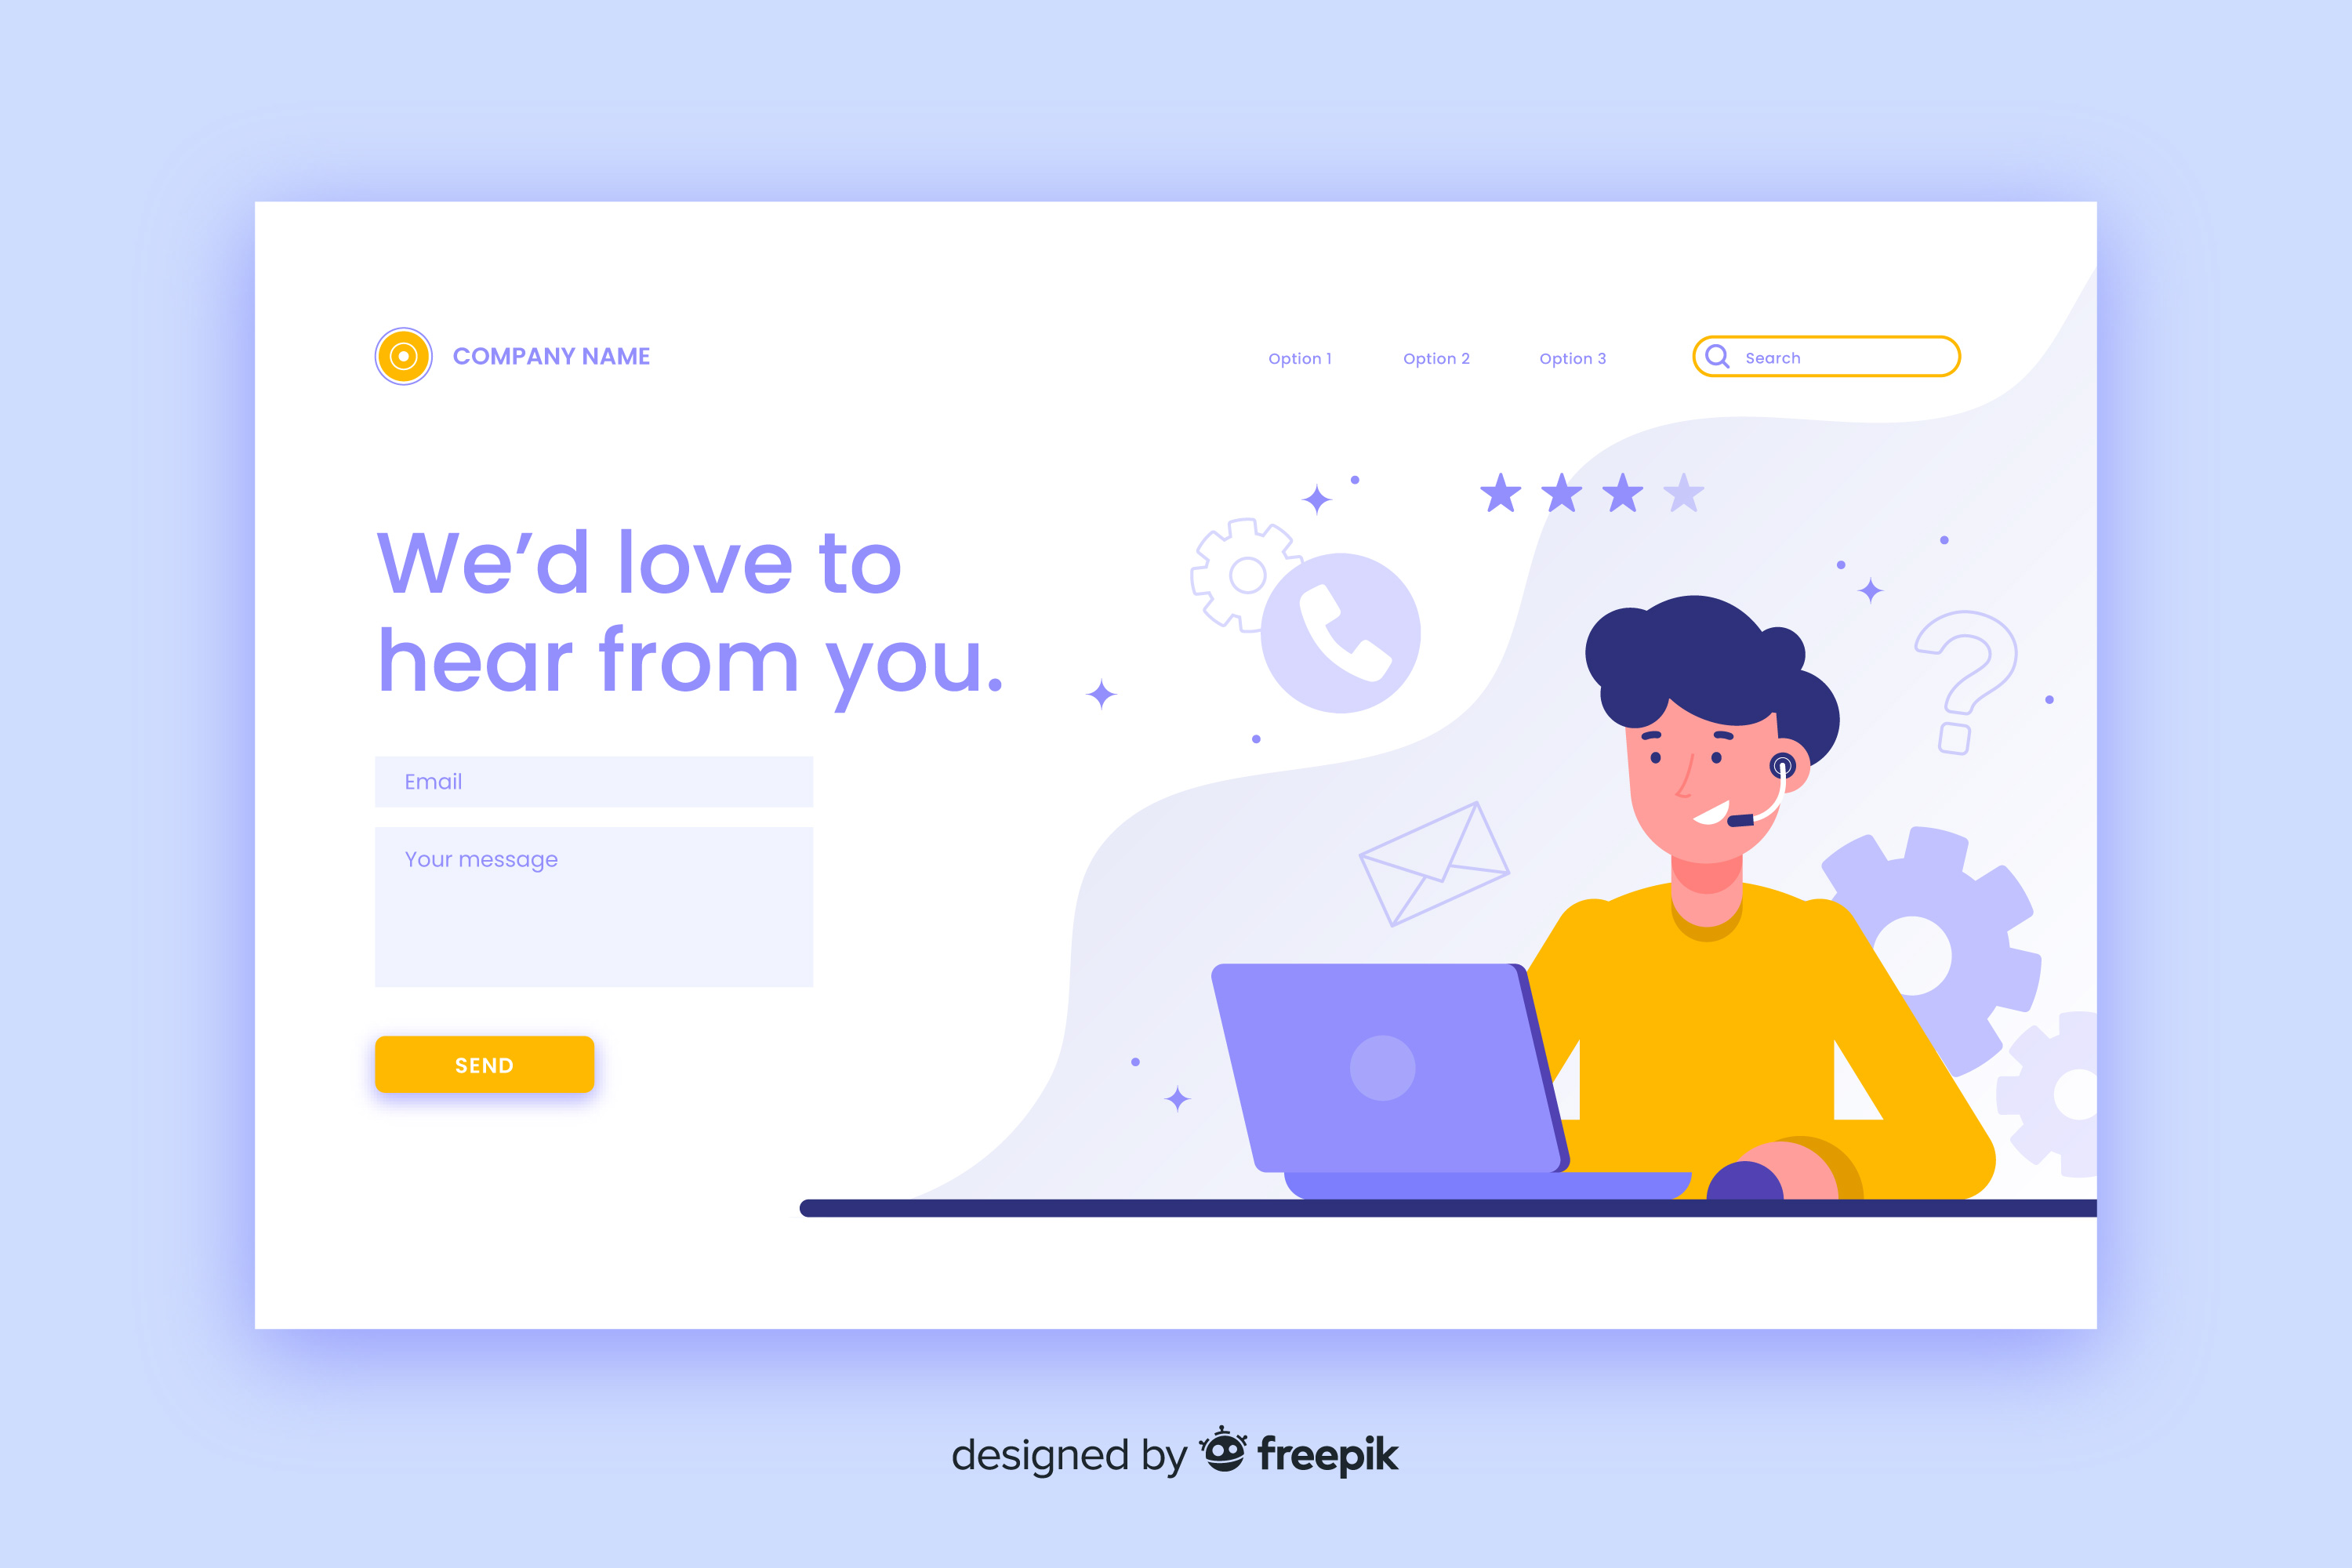 COMPANY NAME
Option 1
Option 2
Option 3
Search
We’d love to
hear from you.
Email
Your message
SEND
designed by freepik